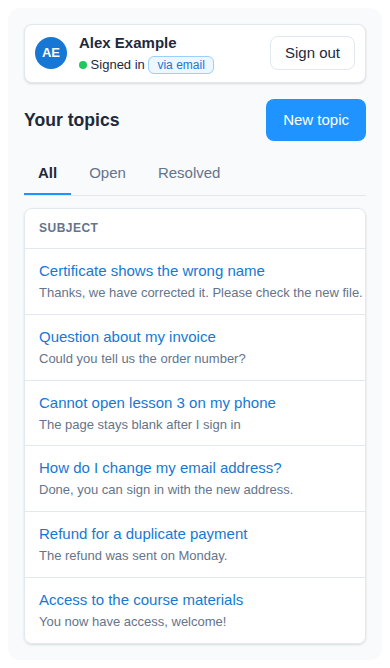 AE
Alex Example
Signed in via email
Sign out
Your topics
New topic
All Open Resolved
SUBJECT
Certificate shows the wrong name
Thanks, we have corrected it. Please check the new file.
Question about my invoice
Could you tell us the order number?
Cannot open lesson 3 on my phone
The page stays blank after I sign in
How do I change my email address?
Done, you can sign in with the new address.
Refund for a duplicate payment
The refund was sent on Monday.
Access to the course materials
You now have access, welcome!